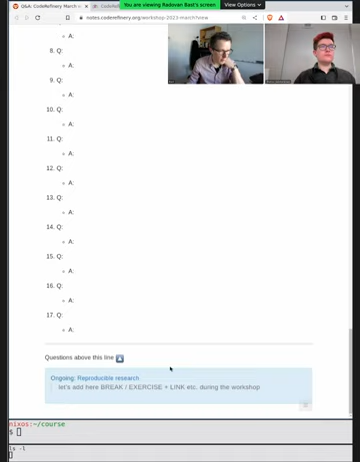 You are viewing Radovan Bast's screen
View Options
Q&A: CodeRefinery March
notes.coderefinery.org/workshop-2023-march?view
A:
8. Q:
A:
9. Q:
A:
10. Q:
A:
11. Q:
A:
12. Q:
A:
13. Q:
A:
14. Q:
A:
15. Q:
A:
16. Q:
A:
17. Q:
A:
Questions above this line
Ongoing: Reproducible research
let's add here BREAK / EXERCISE + LINK etc. during the workshop
nixos:~/course
$
ls -l